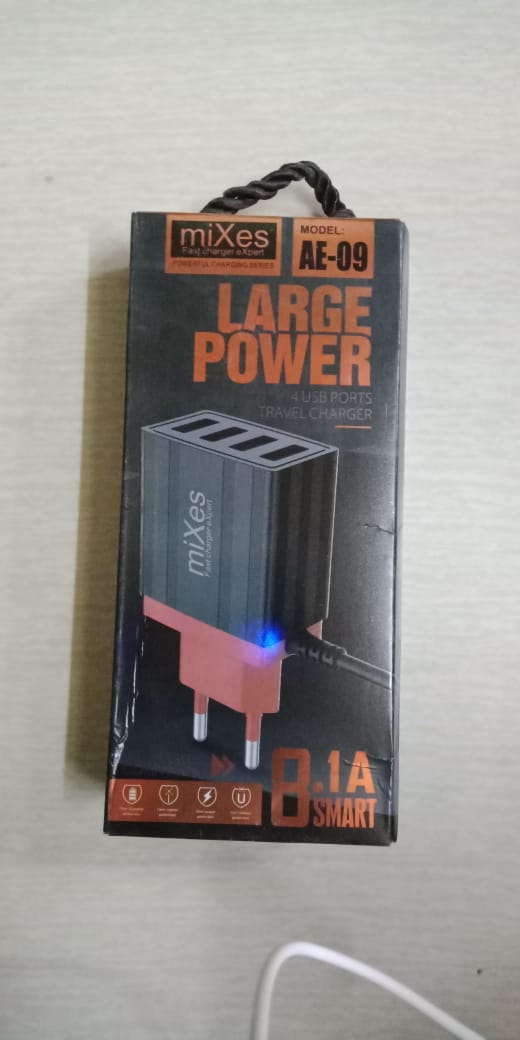 miXes
Fast charger eXpert
POWERFUL CHARGING SERIES
MODEL:
AE-09
LARGE
POWER
4 USB PORTS
TRAVEL CHARGER
miXes
Fast charger eXpert
8.1A
SMART